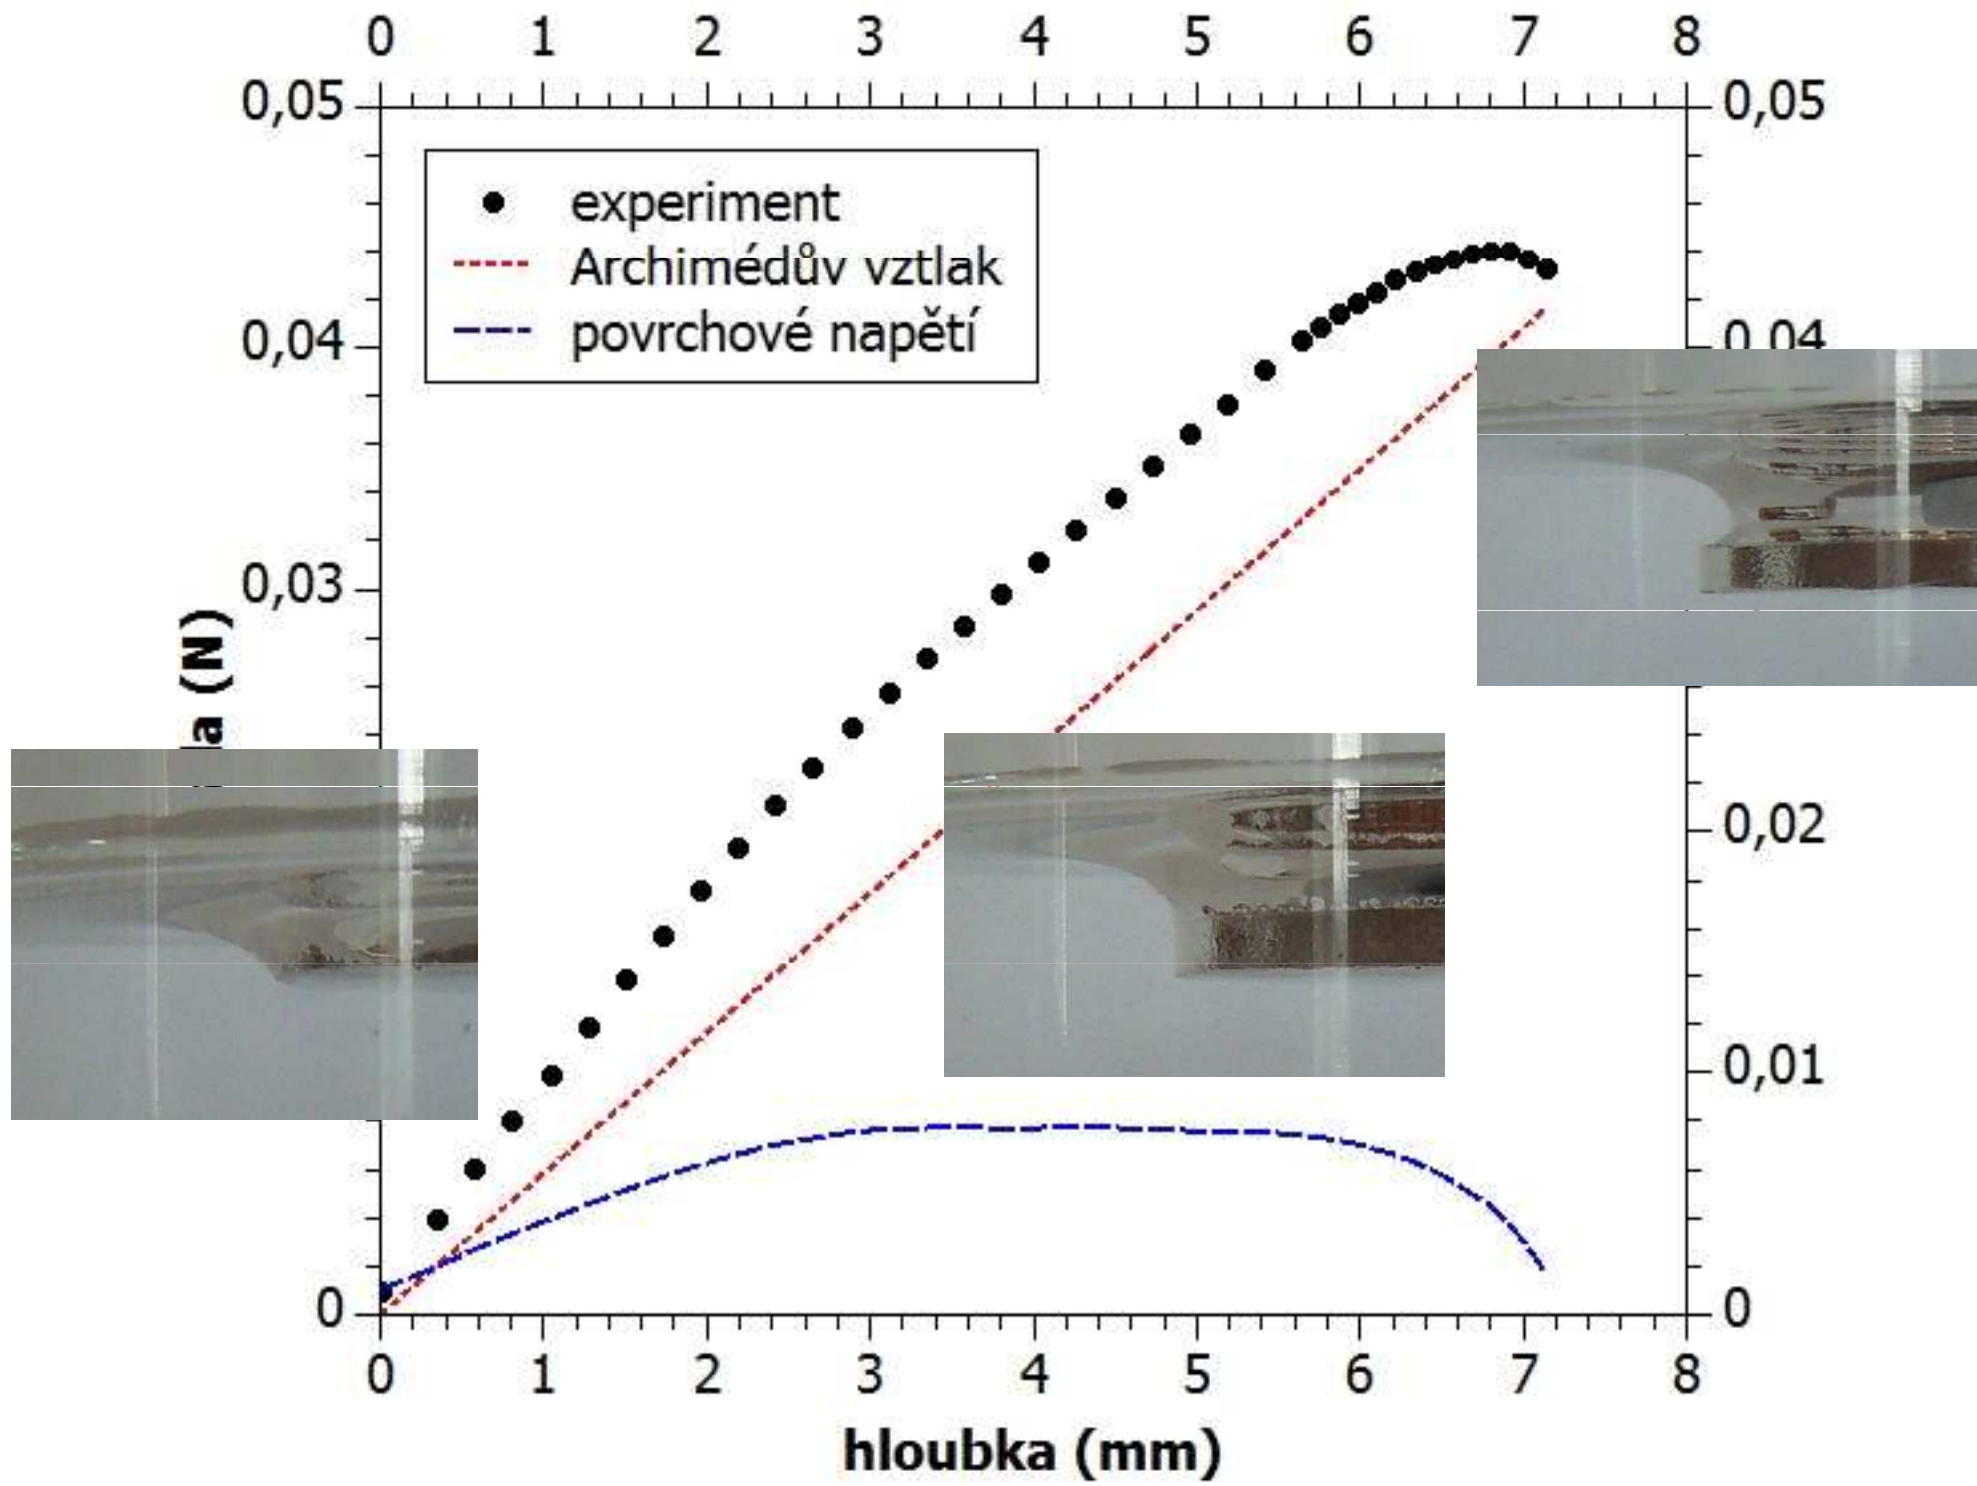 0 1 2 3 4 5 6 7 8
0,05 0,05
experiment
Archimédův vztlak
povrchové napětí
0,04 0,04
0,03
(N)
0,02
0,01
0 0
0 1 2 3 4 5 6 7 8
hloubka (mm)